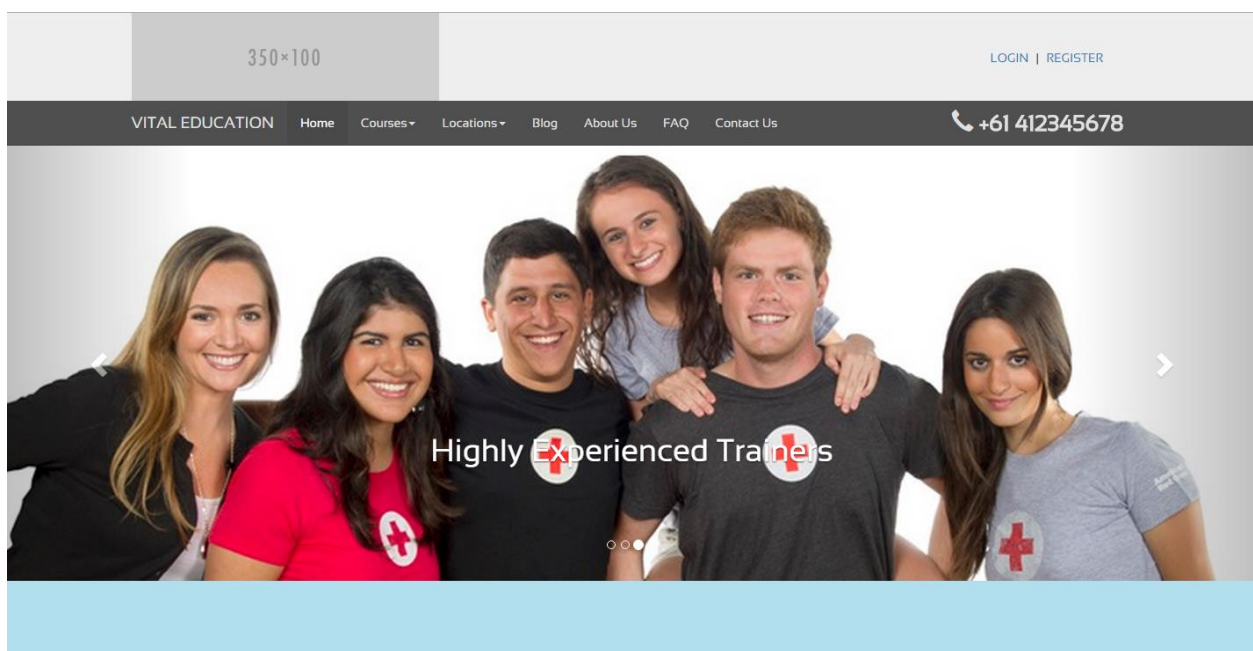 350×100
LOGIN | REGISTER
VITAL EDUCATION Home Courses Locations Blog About Us FAQ Contact Us +61 412345678
Highly Experienced Trainers